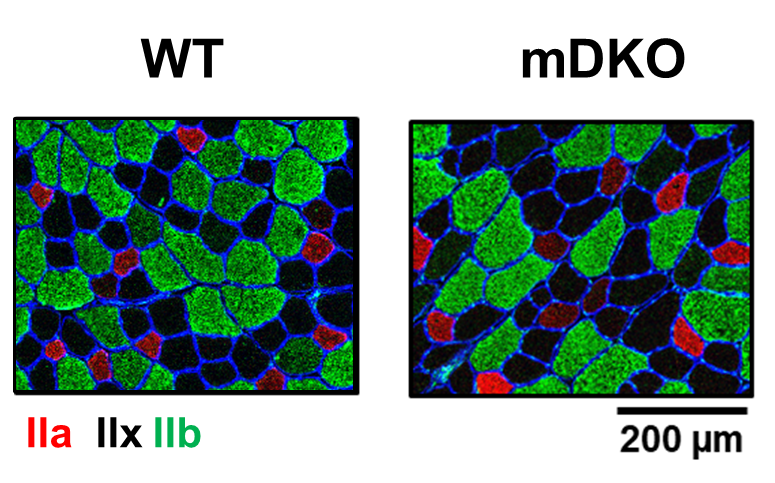 WT
mDKO
IIa IIx IIb
200 µm